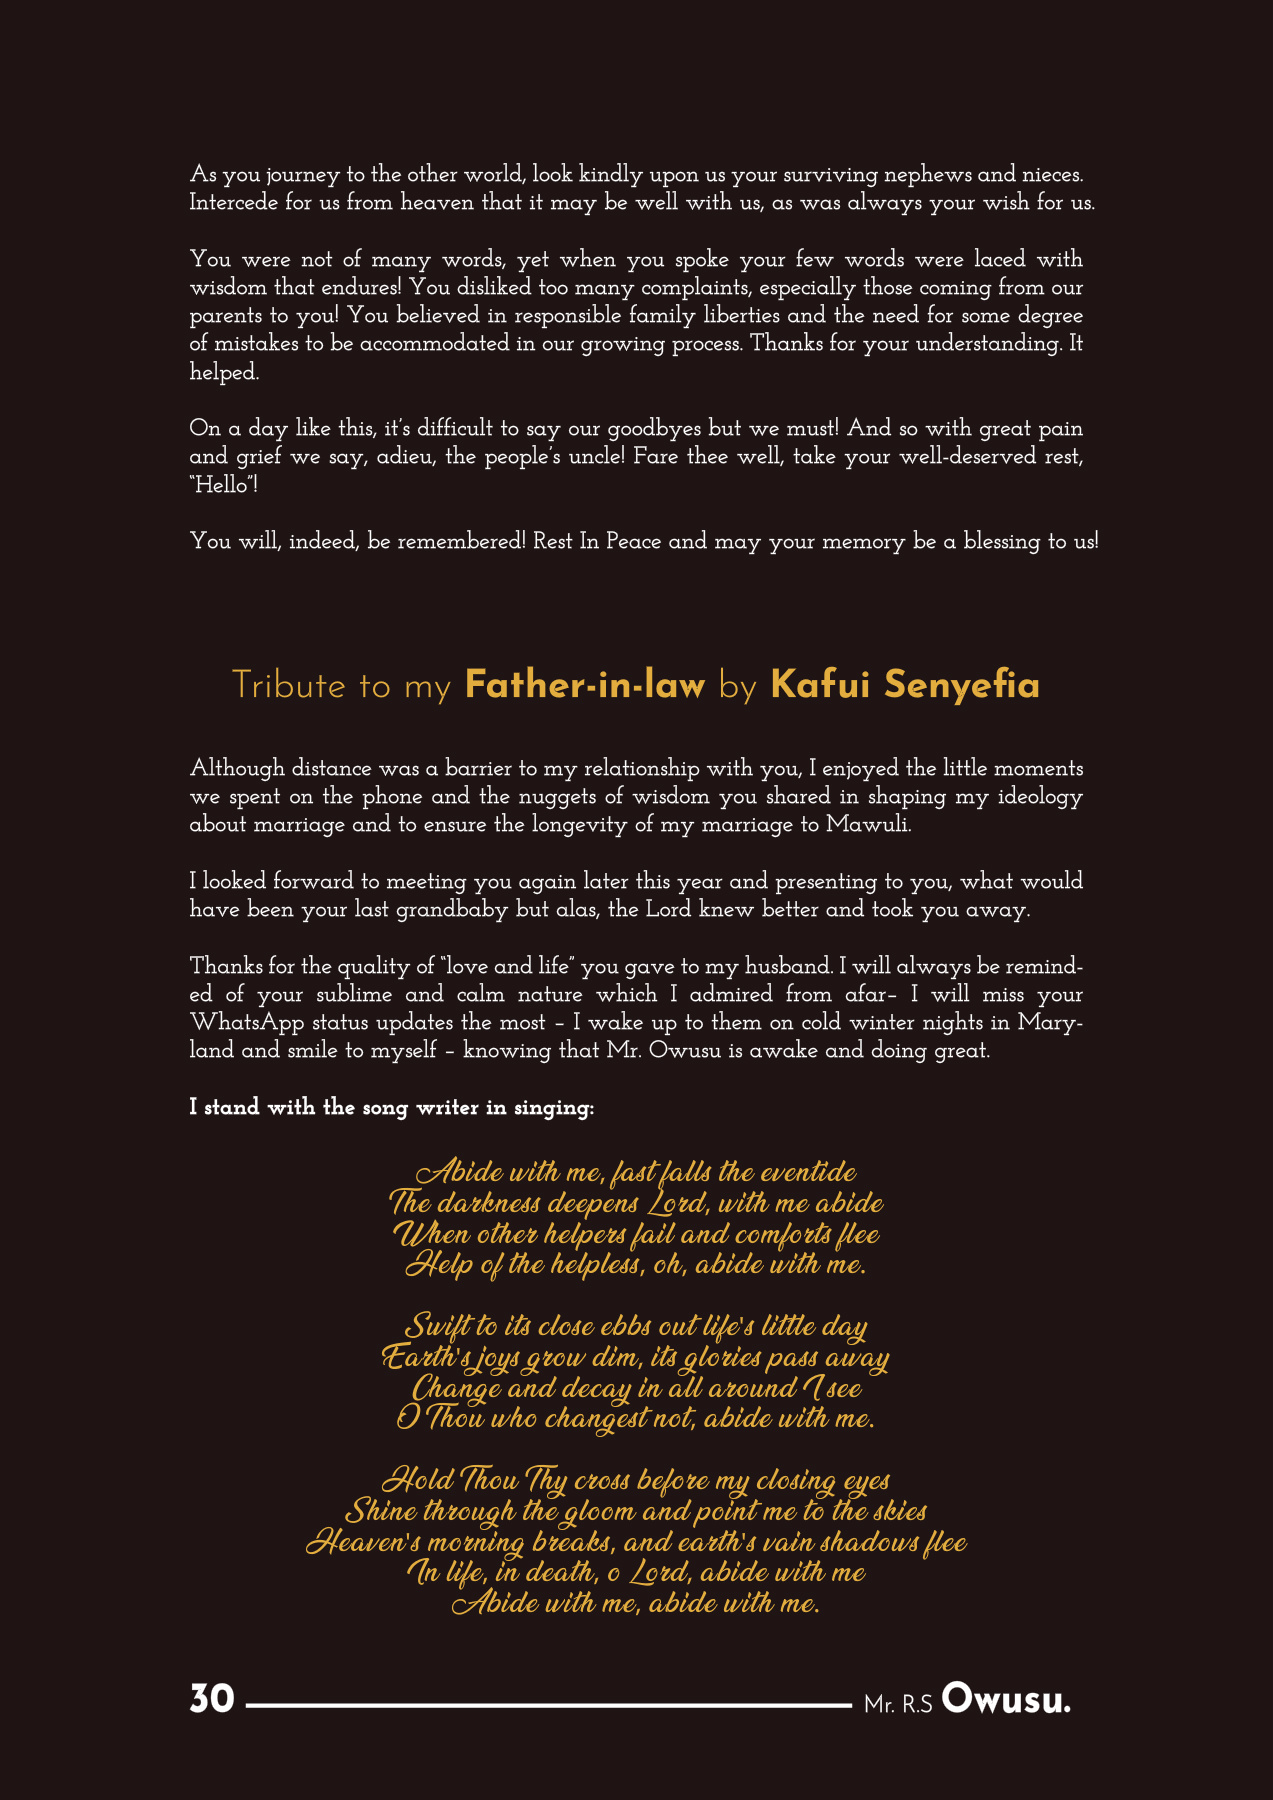 As you journey to the other world, look kindly upon us your surviving nephews and nieces.
Intercede for us from heaven that it may be well with us, as was always your wish for us.
You were not of many words, yet when you spoke your few words were laced with
wisdom that endures! You disliked too many complaints, especially those coming from our
parents to you! You believed in responsible family liberties and the need for some degree
of mistakes to be accommodated in our growing process. Thanks for your understanding. It
helped.
On a day like this, it's difficult to say our goodbyes but we must! And so with great pain
and grief we say, adieu, the people's uncle! Fare thee well, take your well-deserved rest,
“Hello”!
You will, indeed, be remembered! Rest In Peace and may your memory be a blessing to us!
Tribute to my Father-in-law by Kafui Senyefia
Although distance was a barrier to my relationship with you, I enjoyed the little moments
we spent on the phone and the nuggets of wisdom you shared in shaping my ideology
about marriage and to ensure the longevity of my marriage to Mawuli.
I looked forward to meeting you again later this year and presenting to you, what would
have been your last grandbaby but alas, the Lord knew better and took you away.
Thanks for the quality of “love and life” you gave to my husband. I will always be remind-
ed of your sublime and calm nature which I admired from afar– I will miss your
WhatsApp status updates the most – I wake up to them on cold winter nights in Mary-
land and smile to myself – knowing that Mr. Owusu is awake and doing great.
I stand with the song writer in singing:
Abide with me, fast falls the eventide
The darkness deepens Lord, with me abide
When other helpers fail and comforts flee
Help of the helpless, oh, abide with me.
Swift to its close ebbs out life's little day
Earth's joys grow dim, its glories pass away
Change and decay in all around I see
O Thou who changest not, abide with me.
Hold Thou Thy cross before my closing eyes
Shine through the gloom and point me to the skies
Heaven's morning breaks, and earth's vain shadows flee
In life, in death, o Lord, abide with me
Abide with me, abide with me.
30 Mr. R.S Owusu.